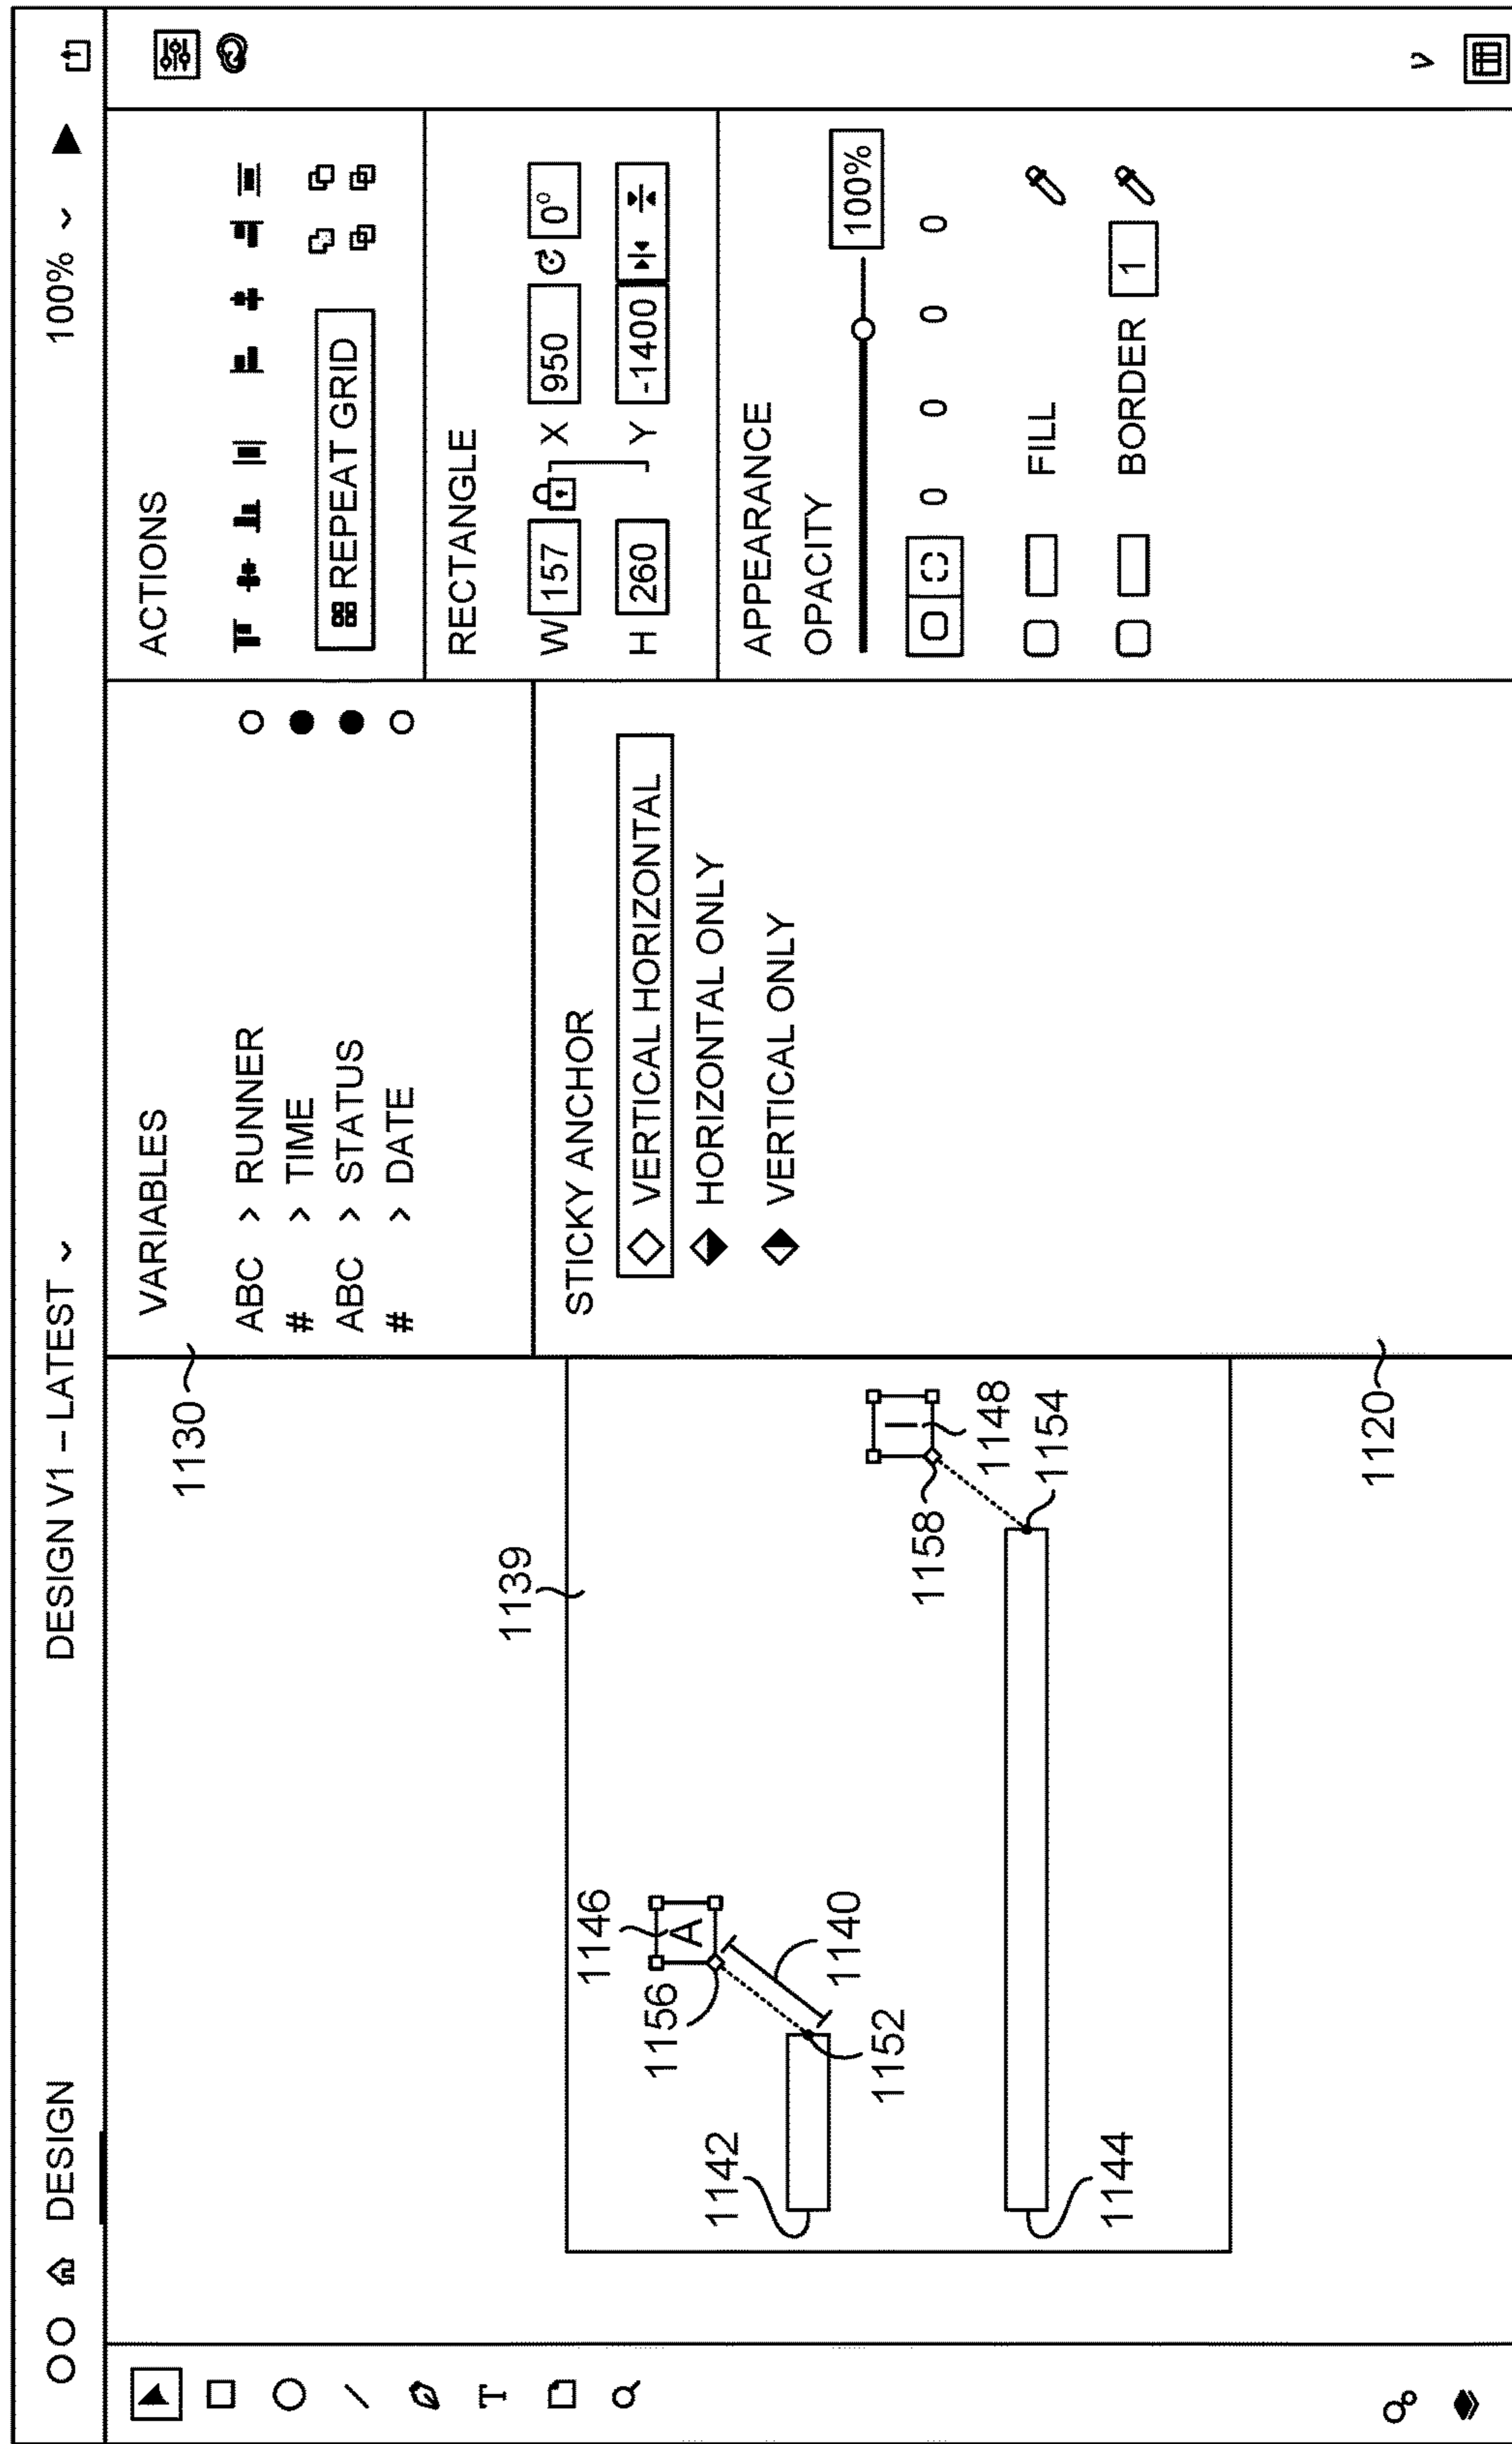 DESIGN
DESIGN V1 – LATEST
100%
1130
VARIABLES
ABC > RUNNER
# > TIME
ABC > STATUS
# > DATE
STICKY ANCHOR
VERTICAL HORIZONTAL
HORIZONTAL ONLY
VERTICAL ONLY
1120
ACTIONS
REPEAT GRID
RECTANGLE
W 157 X 950 0°
H 260 Y -1400
APPEARANCE
OPACITY
100%
0 0 0 0
FILL
BORDER 1
T
1139
1146
A
1156
1140
1142
1152
I
1148
1158
1154
1144